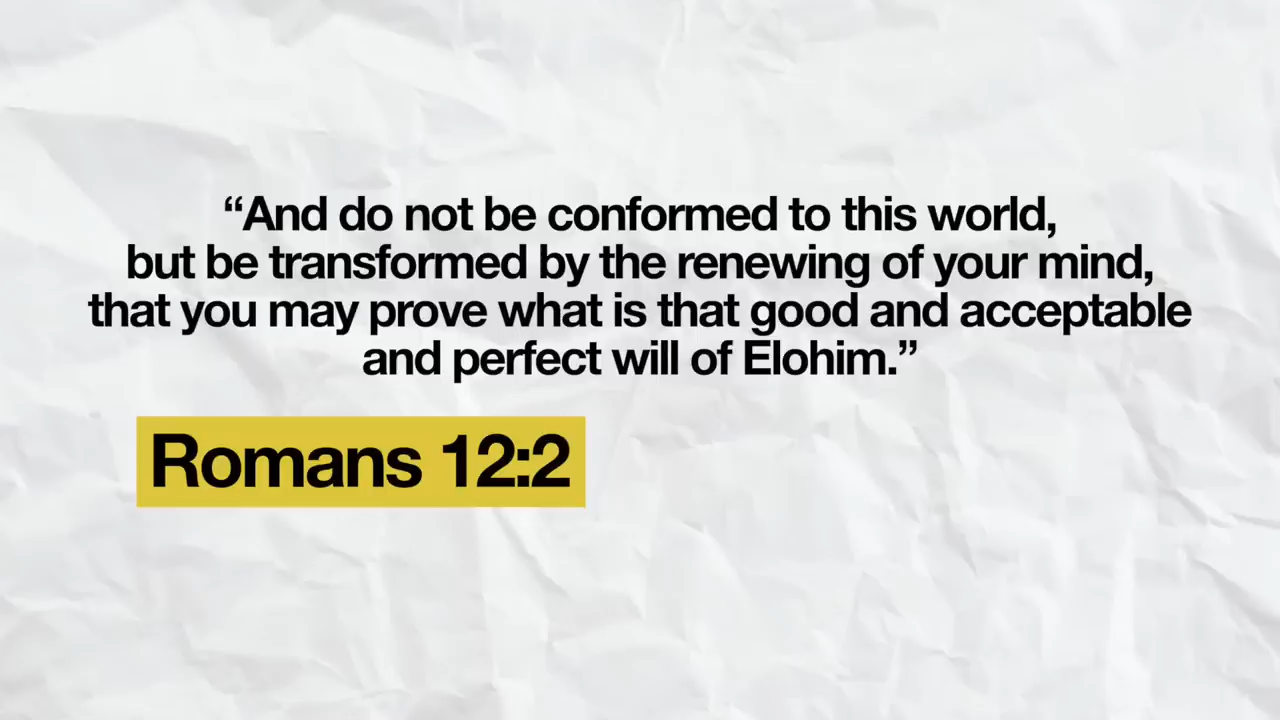 “And do not be conformed to this world,
but be transformed by the renewing of your mind,
that you may prove what is that good and acceptable
and perfect will of Elohim.”
Romans 12:2